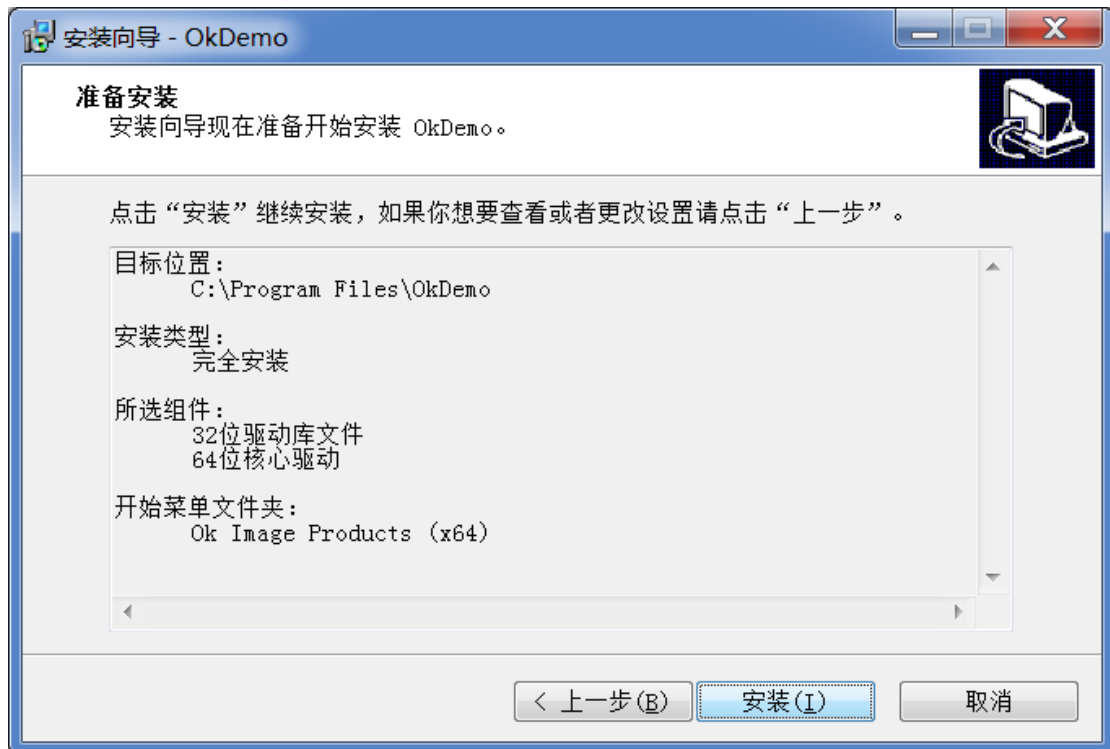 安装向导 - OkDemo
准备安装
安装向导现在准备开始安装 OkDemo。
点击“安装”继续安装，如果你想要查看或者更改设置请点击“上一步”。
目标位置：
C:\Program Files\OkDemo
安装类型：
完全安装
所选组件：
32位驱动库文件
64位核心驱动
开始菜单文件夹：
Ok Image Products (x64)
< 上一步(B) 安装(I) 取消